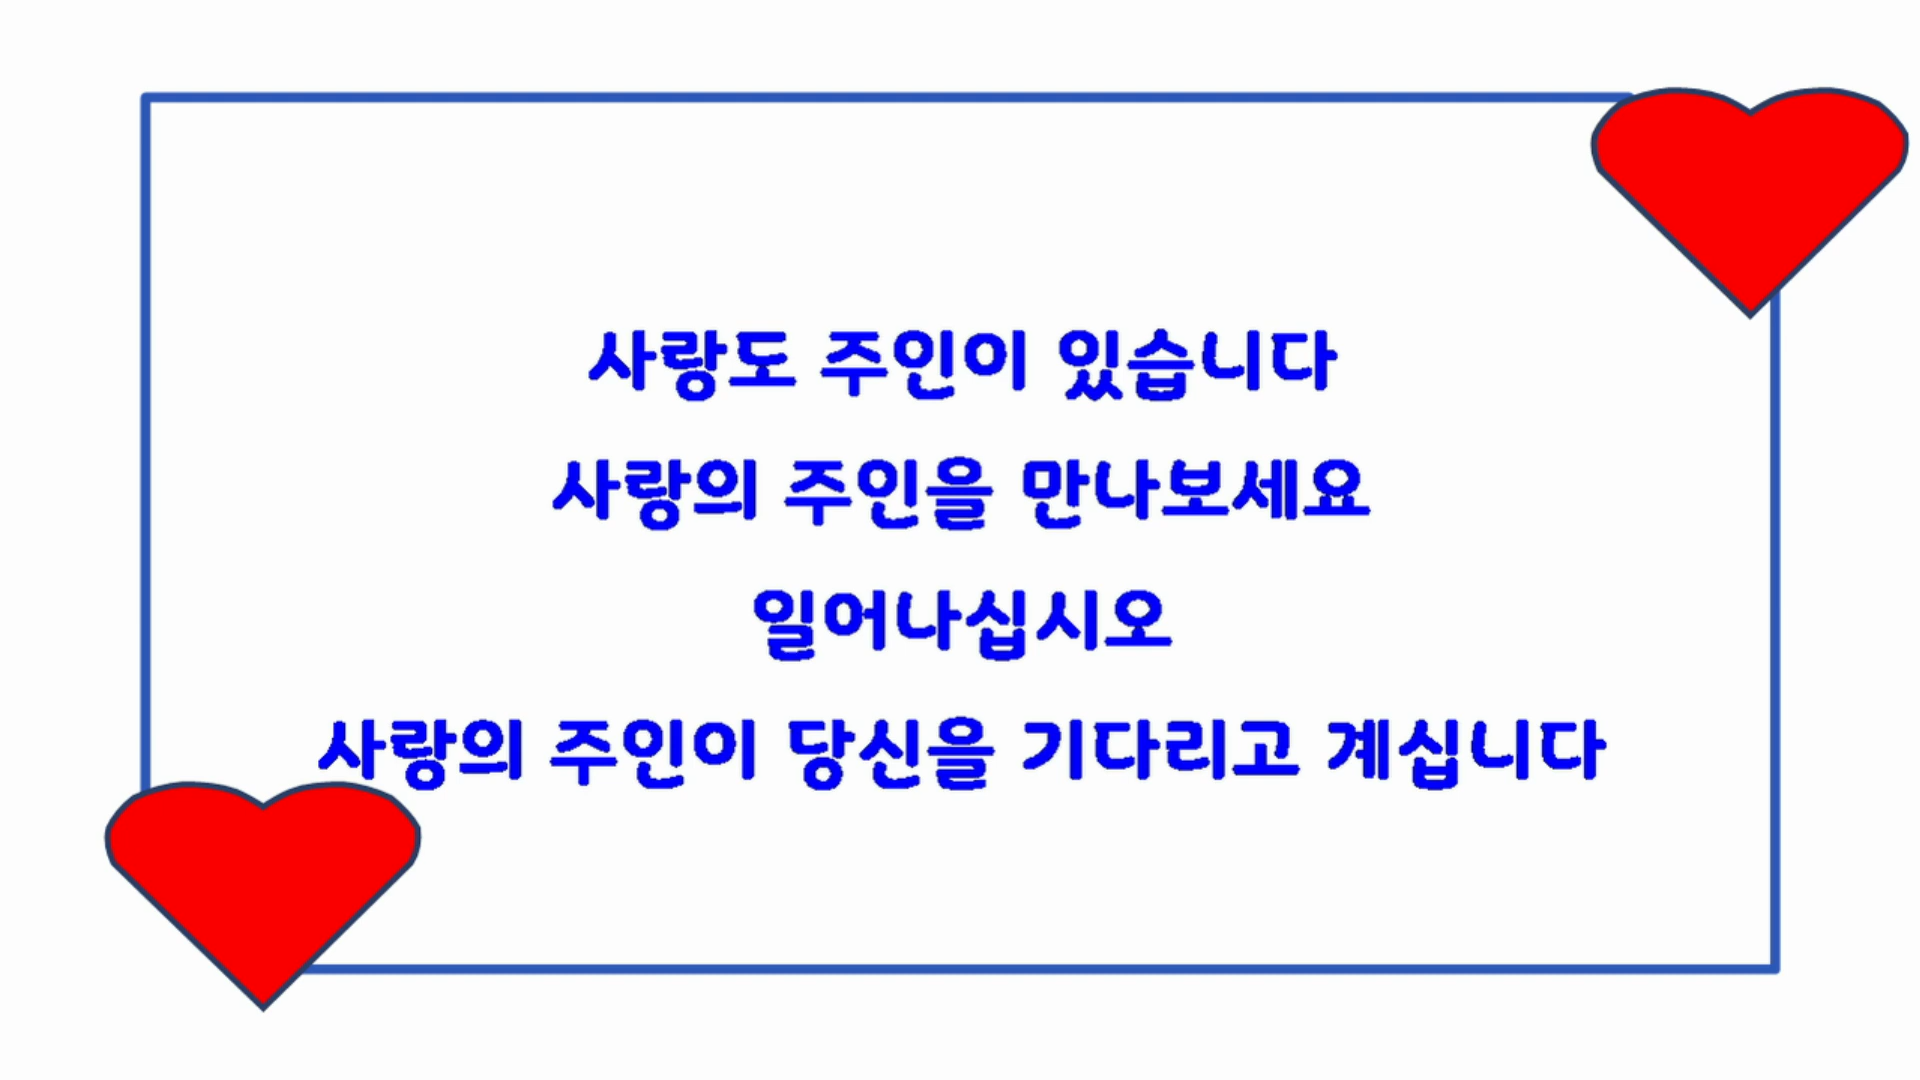 사랑도 주인이 있습니다
사랑의 주인을 만나보세요
일어나십시오
사랑의 주인이 당신을 기다리고 계십니다